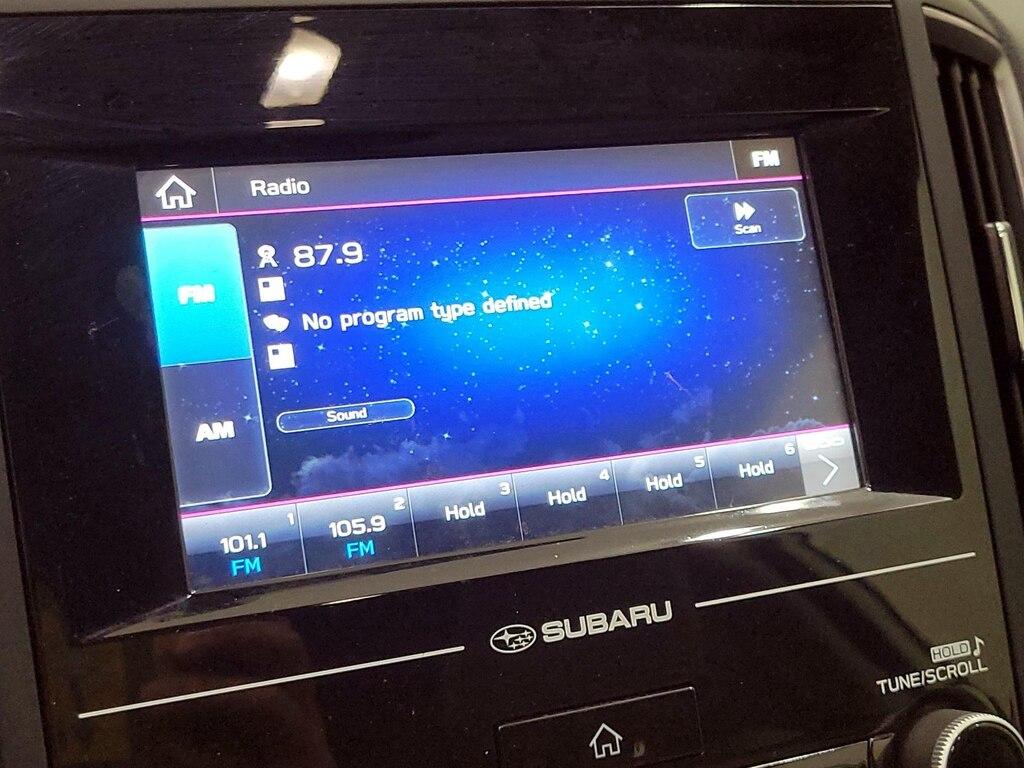 Radio
FM
Scan
FM
87.9
No program type defined
AM
Sound
1
101.1
FM
2
105.9
FM
3
Hold
4
Hold
5
Hold
6
Hold
SUBARU
HOLD
TUNE/SCROLL